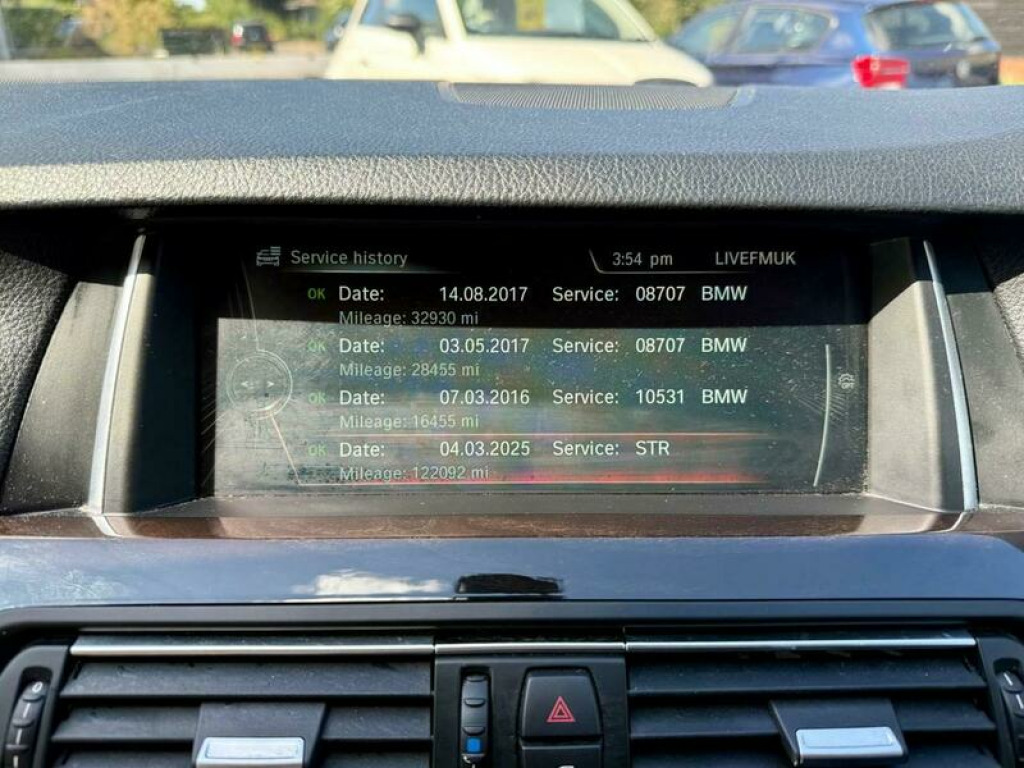 Service history 3:54 pm LIVEFMUK
OK Date: 14.08.2017 Service: 08707 BMW
Mileage: 32930 mi
OK Date: 03.05.2017 Service: 08707 BMW
Mileage: 28455 mi
OK Date: 07.03.2016 Service: 10531 BMW
Mileage: 16455 mi
OK Date: 04.03.2025 Service: STR
Mileage: 122092 mi